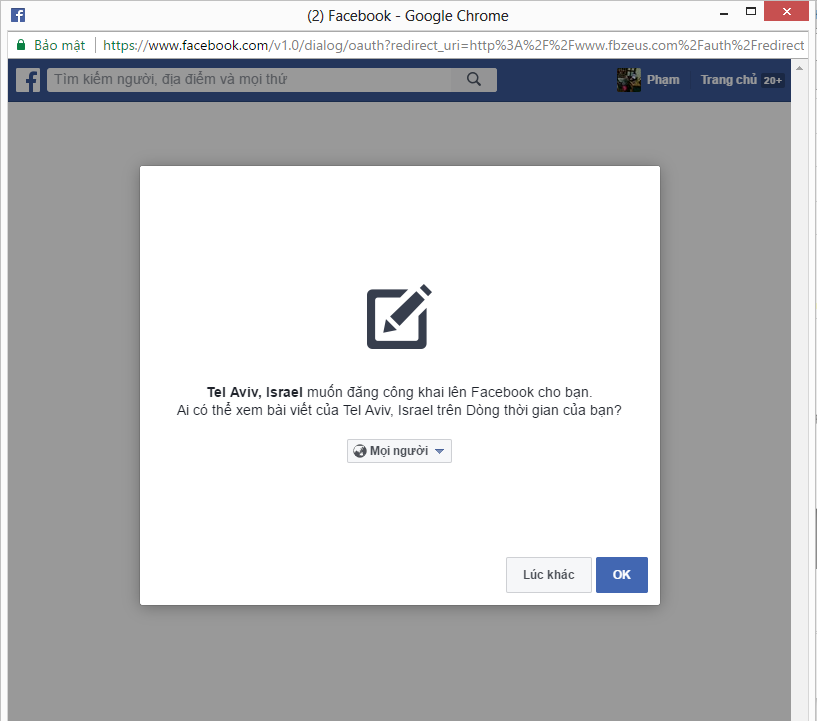 (2) Facebook - Google Chrome
Bảo mật https://www.facebook.com/v1.0/dialog/oauth?redirect_uri=http%3A%2F%2Fwww.fbzeus.com%2Fauth%2Fredirect
Tìm kiếm người, địa điểm và mọi thứ Phạm Trang chủ 20+
Tel Aviv, Israel muốn đăng công khai lên Facebook cho bạn.
Ai có thể xem bài viết của Tel Aviv, Israel trên Dòng thời gian của bạn?
Mọi người
Lúc khác OK